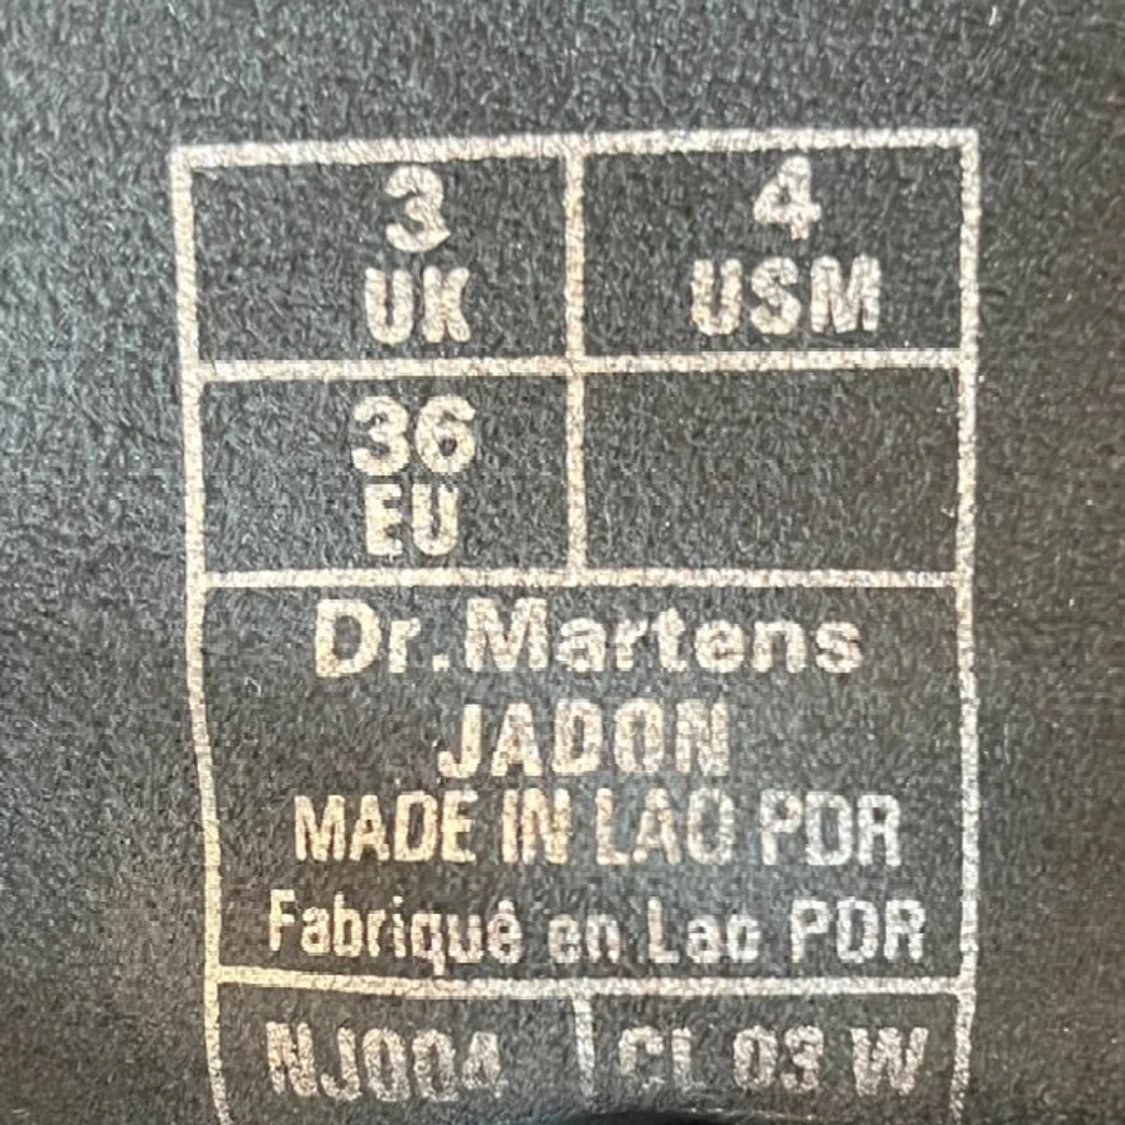 3 4
UK USM
36
EU
Dr.Martens
JADON
MADE IN LAO PDR
Fabriqué en Lao PDR
NJ004 CL 03 W